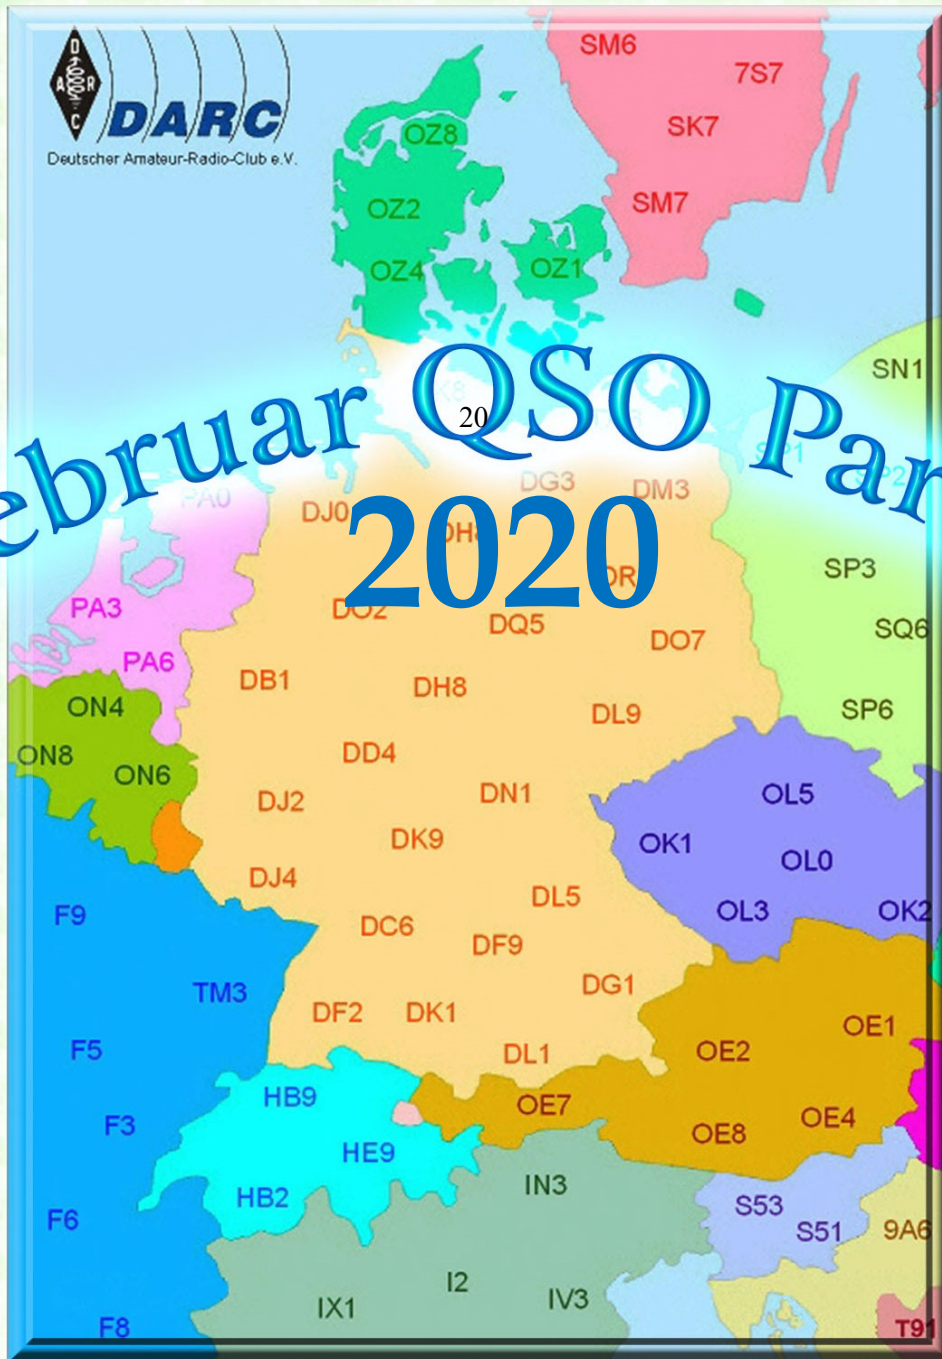 D
A R
C
DARC
Deutscher Amateur-Radio-Club e.V.
SM6
7S7
SK7
SM7
OZ8
OZ2
OZ4
OZ1
SN1
ebruar QSO Par
20
2020
SP1
SP2
PA0
DG3
DM3
DJ0
SP3
PA3
DO2
DQ5
SQ6
DO7
PA6
DB1
DH8
ON4
DL9
SP6
ON8
DD4
ON6
DN1
OL5
DJ2
DK9
OK1
OL0
DJ4
DL5
F9
DC6
OL3
OK2
DF9
TM3
DG1
DF2
DK1
OE1
F5
DL1
OE2
HB9
OE7
F3
OE4
OE8
HE9
IN3
HB2
S53
F6
S51
9A6
I2
IX1
IV3
F8
T91